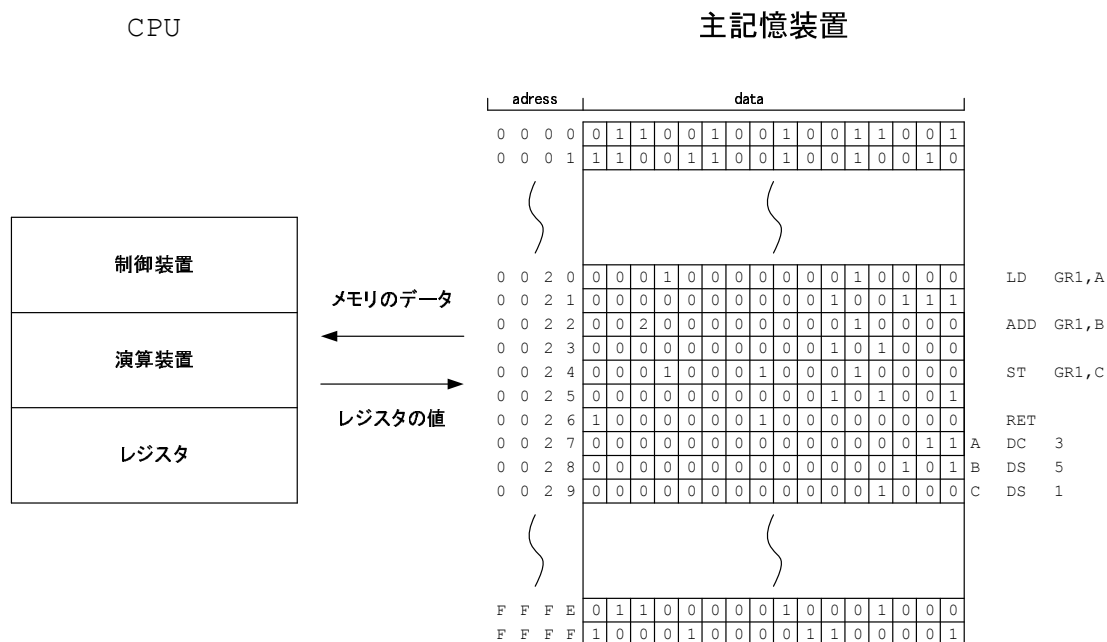 CPU
主記憶装置
adress data
0 0 0 0 0 1 1 0 0 1 0 0 1 0 0 1 1 0 0 1
0 0 0 1 1 1 0 0 1 1 0 0 1 0 0 1 0 0 1 0
0 0 2 0 0 0 0 1 0 0 0 0 0 0 0 1 0 0 0 0 LD GR1,A
0 0 2 1 0 0 0 0 0 0 0 0 0 0 1 0 0 1 1 1
0 0 2 2 0 0 2 0 0 0 0 0 0 0 0 1 0 0 0 0 ADD GR1,B
0 0 2 3 0 0 0 0 0 0 0 0 0 0 1 0 1 0 0 0
0 0 2 4 0 0 0 1 0 0 0 1 0 0 0 1 0 0 0 0 ST GR1,C
0 0 2 5 0 0 0 0 0 0 0 0 0 0 1 0 1 0 0 1
0 0 2 6 1 0 0 0 0 0 0 1 0 0 0 0 0 0 0 0 RET
0 0 2 7 0 0 0 0 0 0 0 0 0 0 0 0 0 0 1 1 A DC 3
0 0 2 8 0 0 0 0 0 0 0 0 0 0 0 0 0 1 0 1 B DS 5
0 0 2 9 0 0 0 0 0 0 0 0 0 0 0 0 1 0 0 0 C DS 1
F F F E 0 1 1 0 0 0 0 0 1 0 0 0 1 0 0 0
F F F F 1 0 0 0 1 0 0 0 0 1 1 0 0 0 0 1
制御装置
演算装置
レジスタ
メモリのデータ
レジスタの値